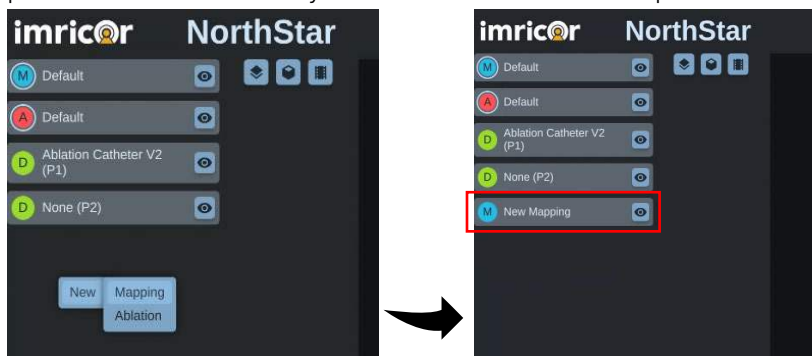 imricor NorthStar
M Default
A Default
D Ablation Catheter V2
(P1)
D None (P2)
New Mapping
Ablation
imricor NorthStar
M Default
A Default
D Ablation Catheter V2
(P1)
D None (P2)
M New Mapping